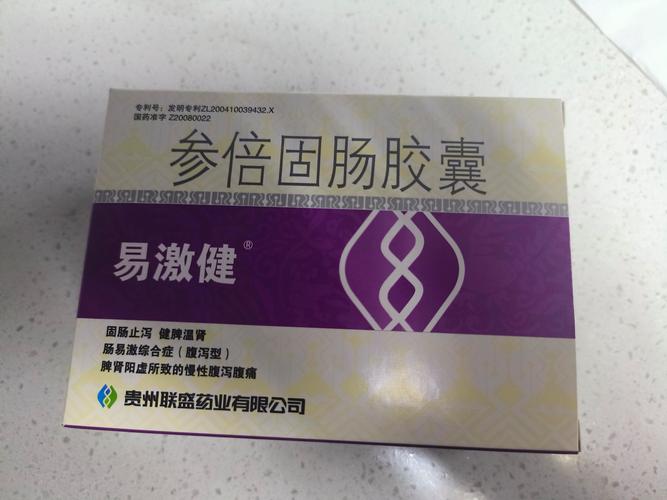 专利号：发明专利ZL200410039432.X
国药准字 Z20080022
参倍固肠胶囊
易激健®
固肠止泻 健脾温肾
肠易激综合症（腹泻型）
脾肾阳虚所致的慢性腹泻腹痛
贵州联盛药业有限公司